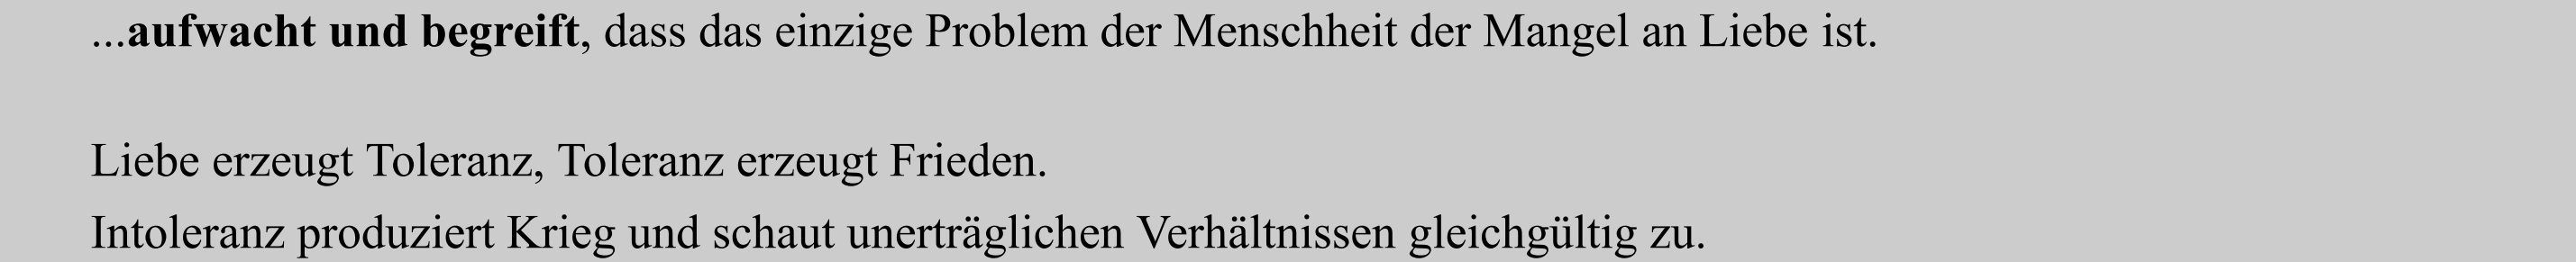 ...aufwacht und begreift, dass das einzige Problem der Menschheit der Mangel an Liebe ist.
Liebe erzeugt Toleranz, Toleranz erzeugt Frieden.
Intoleranz produziert Krieg und schaut unerträglichen Verhältnissen gleichgültig zu.